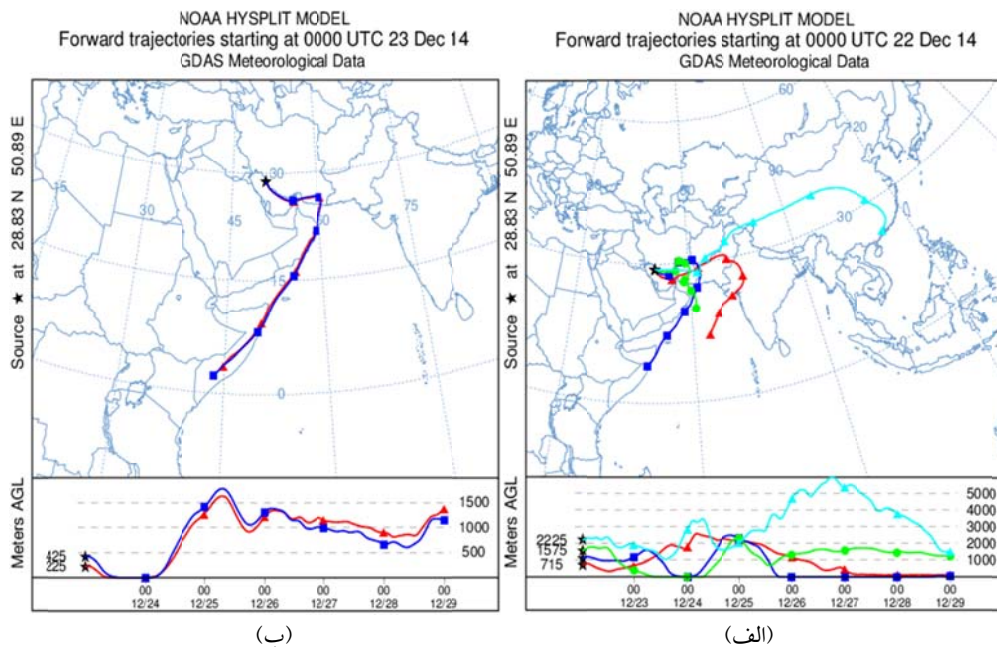 NOAA HYSPLIT MODEL
Forward trajectories starting at 0000 UTC 23 Dec 14
GDAS Meteorological Data
Source ★ at 28.83 N 50.89 E
15
30
45
30
60
75
15
0
Meters AGL
1500
1000
500
425
225
00 00 00 00 00 00
12/24 12/25 12/26 12/27 12/28 12/29
(ب)
NOAA HYSPLIT MODEL
Forward trajectories starting at 0000 UTC 22 Dec 14
GDAS Meteorological Data
Source ★ at 28.83 N 50.89 E
60
120
90
60
30
Meters AGL
5000
4000
3000
2000
1000
2225
1575
715
00 00 00 00 00 00 00
12/23 12/24 12/25 12/26 12/27 12/28 12/29
(الف)